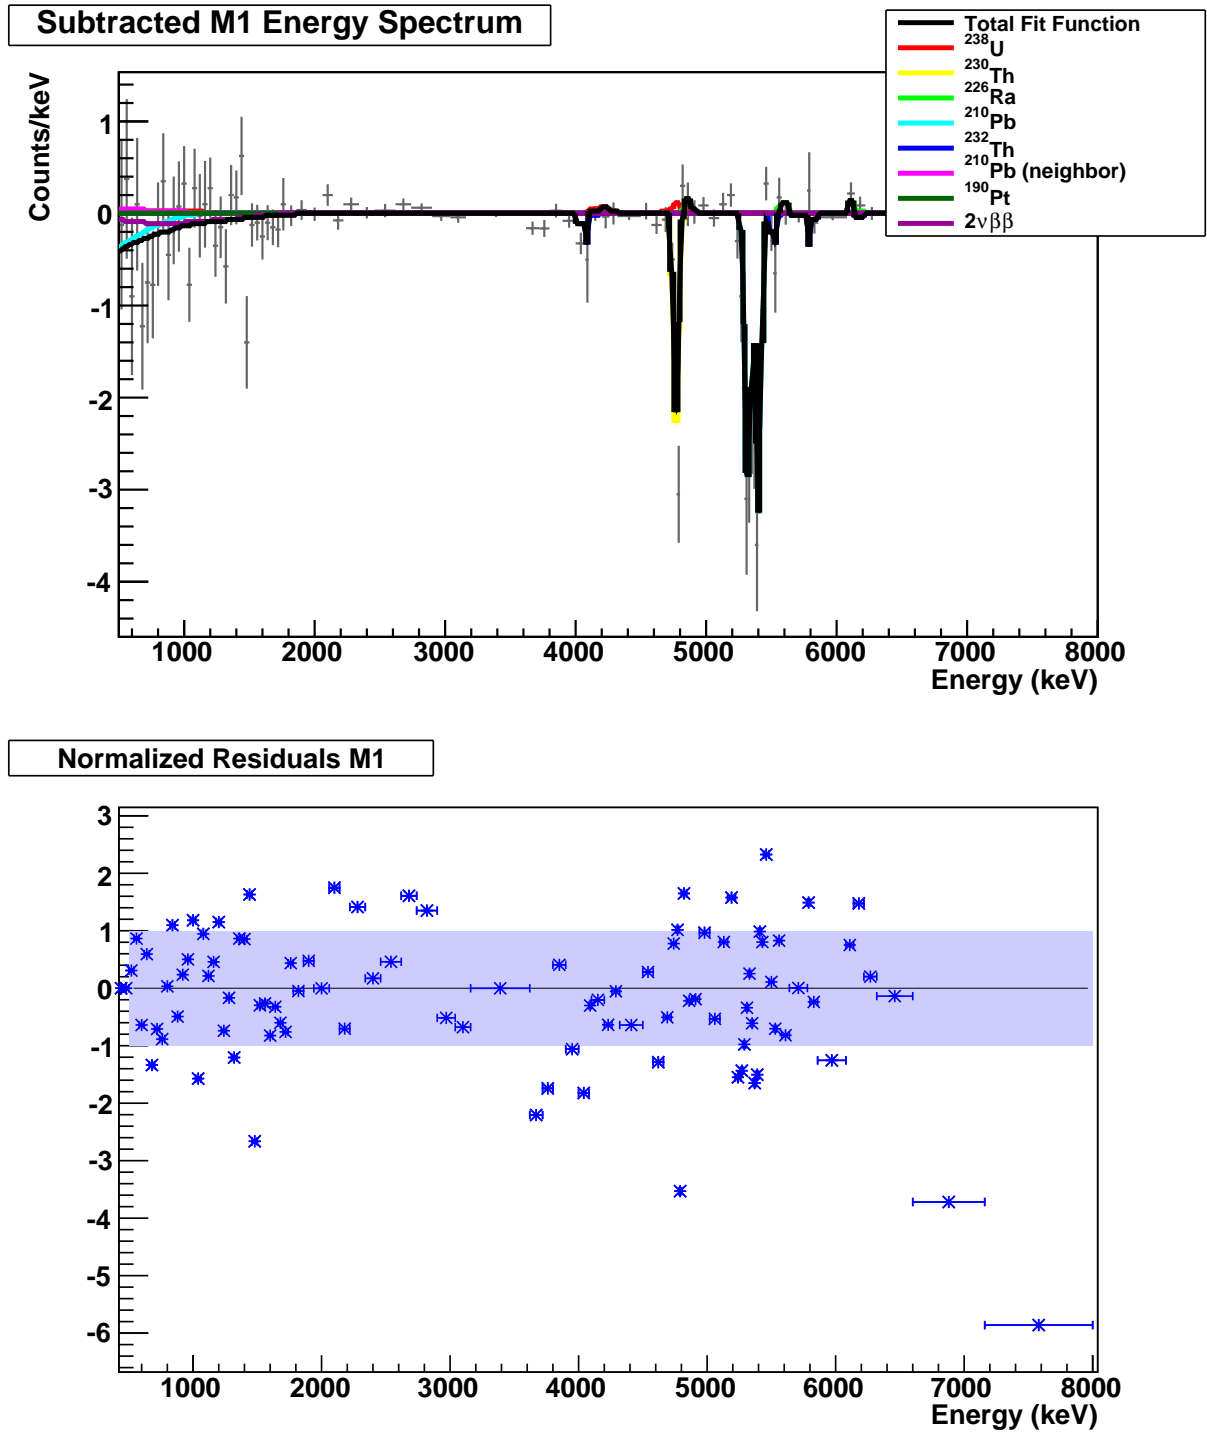 Subtracted M1 Energy Spectrum
Total Fit Function
238U
230Th
226Ra
210Pb
232Th
210Pb (neighbor)
190Pt
2νββ
Counts/keV
1
0
-1
-2
-3
-4
1000 2000 3000 4000 5000 6000 7000 8000
Energy (keV)
Normalized Residuals M1
3
2
1
0
-1
-2
-3
-4
-5
-6
1000 2000 3000 4000 5000 6000 7000 8000
Energy (keV)